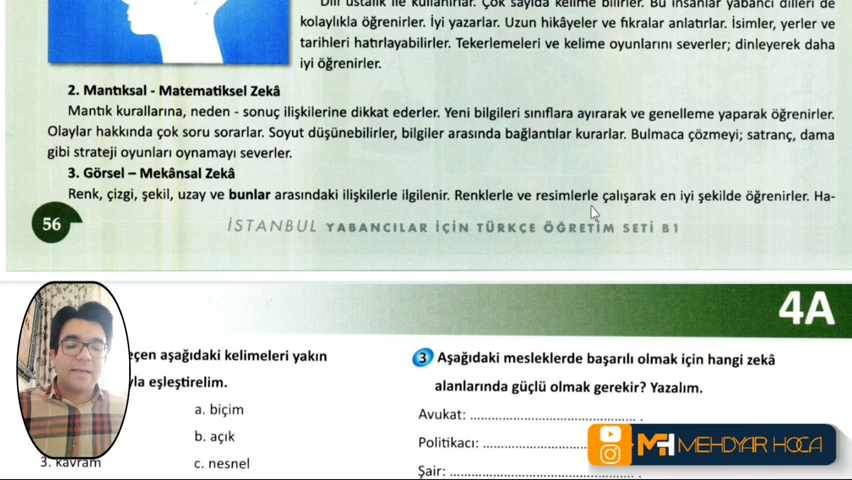 Dili ustalık ile kullanırlar. Çok sayıda kelime bilirler. Bu insanlar yabancı dilleri de
kolaylıkla öğrenirler. İyi yazarlar. Uzun hikâyeler ve fıkralar anlatırlar. İsimler, yerler ve
tarihleri hatırlayabilirler. Tekerlemeleri ve kelime oyunlarını severler; dinleyerek daha
iyi öğrenirler.
2. Mantıksal - Matematiksel Zekâ
Mantık kurallarına, neden - sonuç ilişkilerine dikkat ederler. Yeni bilgileri sınıflara ayırarak ve genelleme yaparak öğrenirler.
Olaylar hakkında çok soru sorarlar. Soyut düşünebilirler, bilgiler arasında bağlantılar kurarlar. Bulmaca çözmeyi; satranç, dama
gibi strateji oyunları oynamayı severler.
3. Görsel – Mekânsal Zekâ
Renk, çizgi, şekil, uzay ve bunlar arasındaki ilişkilerle ilgilenir. Renklerle ve resimlerle çalışarak en iyi şekilde öğrenirler. Ha-
56
İSTANBUL YABANCILAR İÇİN TÜRKÇE ÖĞRETİM SETİ B1
4A
eçen aşağıdaki kelimeleri yakın
yla eşleştirelim.
a. biçim
b. açık
3. kavram c. nesnel
3 Aşağıdaki mesleklerde başarılı olmak için hangi zekâ
alanlarında güçlü olmak gerekir? Yazalım.
Avukat: .......................................... .
Politikacı:
Şair:
MH MEHDYAR HOCA